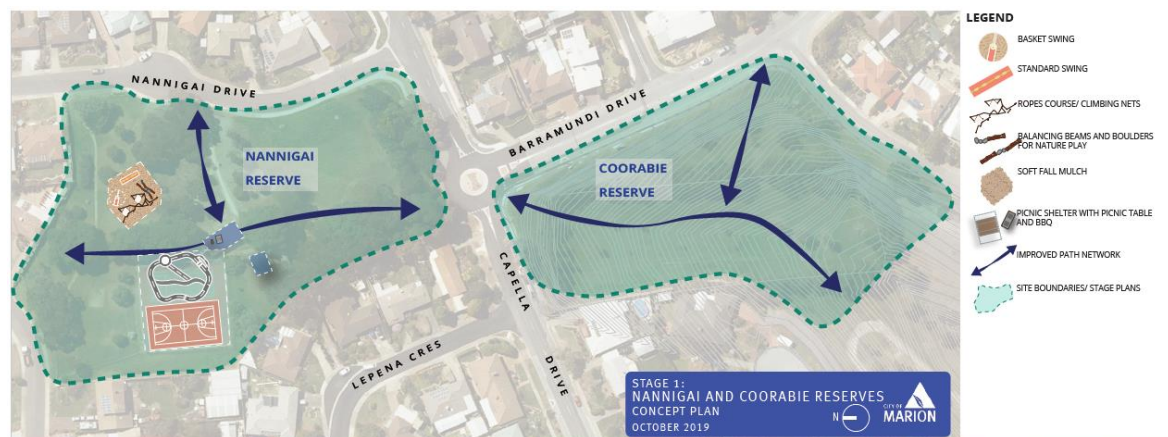 NANNIGAI DRIVE
NANNIGAI
RESERVE
BARRAMUNDI DRIVE
COORABIE
RESERVE
CAPELLA
DRIVE
LEPENA CRES
STAGE 1:
NANNIGAI AND COORABIE RESERVES
CONCEPT PLAN
OCTOBER 2019
N
CITY OF
MARION
LEGEND
BASKET SWING
STANDARD SWING
ROPES COURSE/ CLIMBING NETS
BALANCING BEAMS AND BOULDERS
FOR NATURE PLAY
SOFT FALL MULCH
PICNIC SHELTER WITH PICNIC TABLE
AND BBQ
IMPROVED PATH NETWORK
SITE BOUNDARIES/ STAGE PLANS